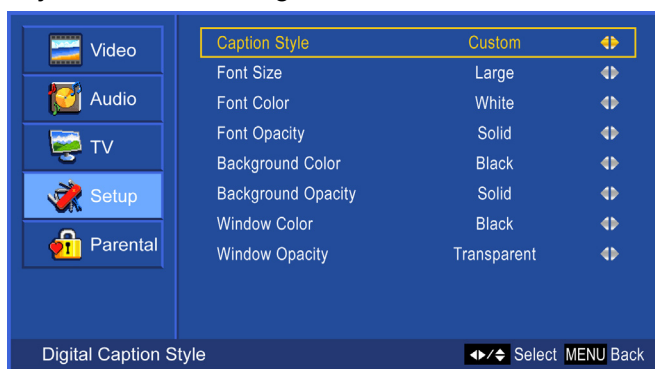 Video
Audio
TV
Setup
Parental
Caption Style Custom
Font Size Large
Font Color White
Font Opacity Solid
Background Color Black
Background Opacity Solid
Window Color Black
Window Opacity Transparent
Digital Caption Style Select MENU Back